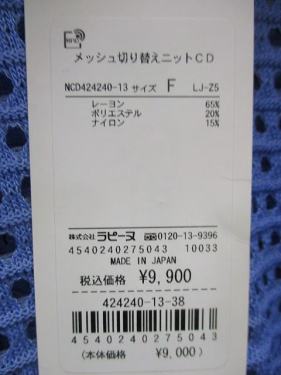 メッシュ切り替えニットCD
NCD424240-13 サイズ F LJ-Z5
レーヨン 65%
ポリエステル 20%
ナイロン 15%
株式会社 ラピーヌ 0120-13-9396
4540240275043 10033
MADE IN JAPAN
税込価格 ¥9,900
424240-13-38
4 540240 275043
(本体価格 ¥9,000)